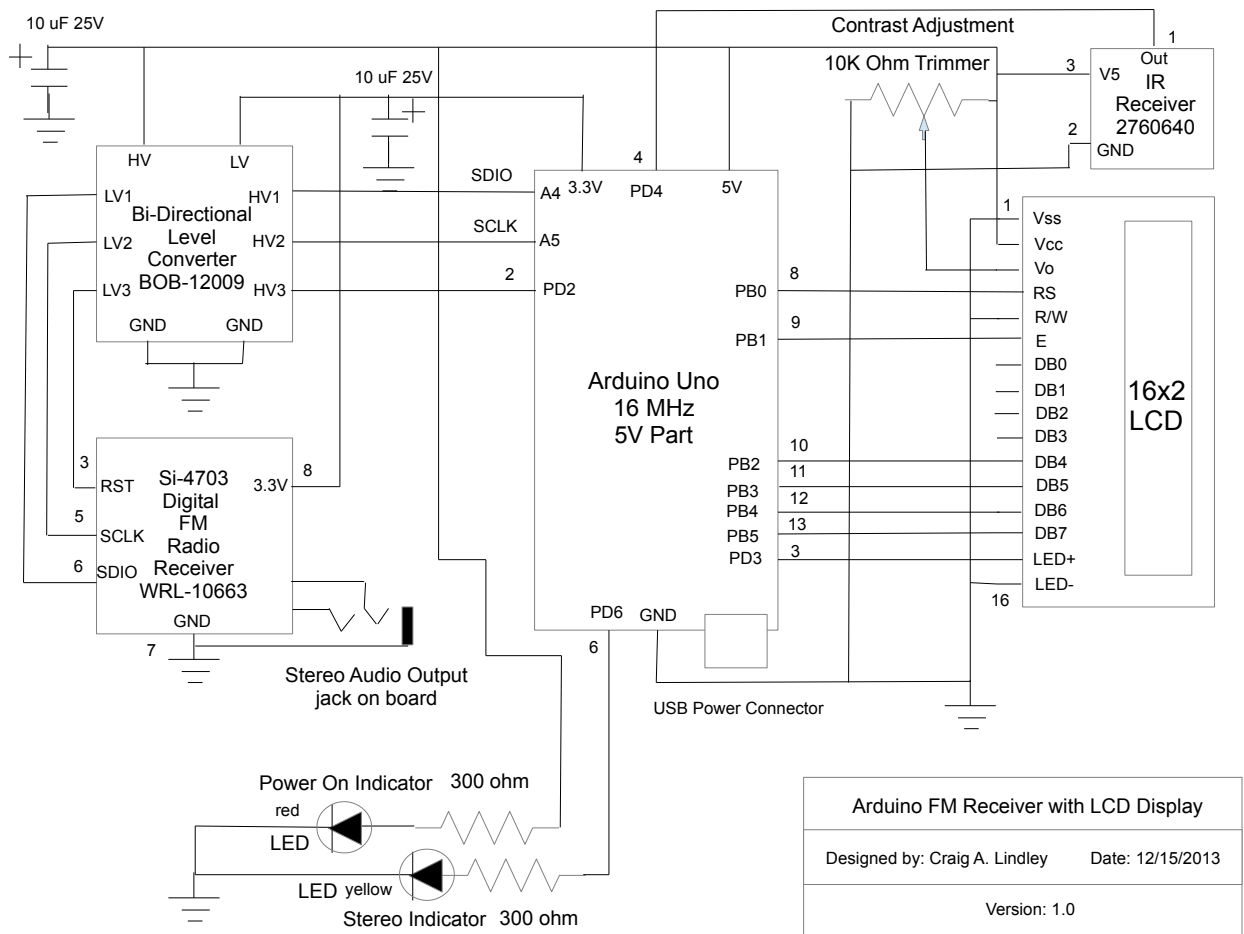 10 uF 25V
Contrast Adjustment
1
10K Ohm Trimmer
3
V5
Out
IR
Receiver
2760640
2
GND
10 uF 25V
HV
LV
LV1
HV1
Bi-Directional
Level
Converter
BOB-12009
LV2
HV2
LV3
HV3
GND
GND
SDIO
SCLK
2
4
A4
3.3V
PD4
5V
A5
PD2
PB0
8
PB1
9
Arduino Uno
16 MHz
5V Part
PB2
10
PB3
11
PB4
12
PB5
13
PD3
3
PD6
GND
6
USB Power Connector
1
Vss
Vcc
Vo
RS
R/W
E
DB0
DB1
DB2
DB3
DB4
DB5
DB6
DB7
LED+
LED-
16
16x2
LCD
3
RST
Si-4703
Digital
FM
Radio
Receiver
WRL-10663
3.3V
8
5
SCLK
6
SDIO
GND
7
Stereo Audio Output
jack on board
Power On Indicator
300 ohm
red
LED
LED
yellow
Stereo Indicator
300 ohm
Arduino FM Receiver with LCD Display
Designed by: Craig A. Lindley
Date: 12/15/2013
Version: 1.0